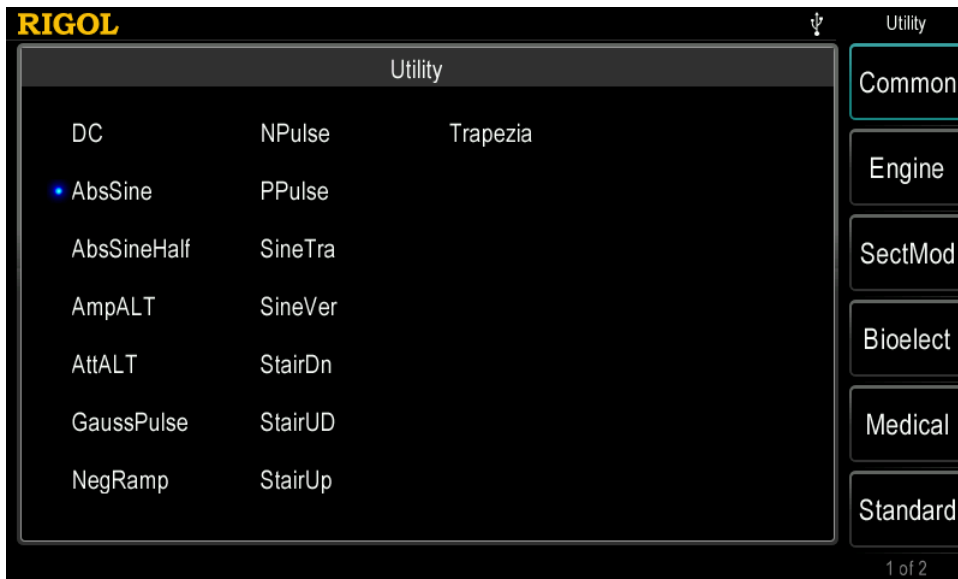 RIGOL
Utility
Utility
DC NPulse Trapezia
AbsSine PPulse
AbsSineHalf SineTra
AmpALT SineVer
AttALT StairDn
GaussPulse StairUD
NegRamp StairUp
Common
Engine
SectMod
Bioelect
Medical
Standard
1 of 2